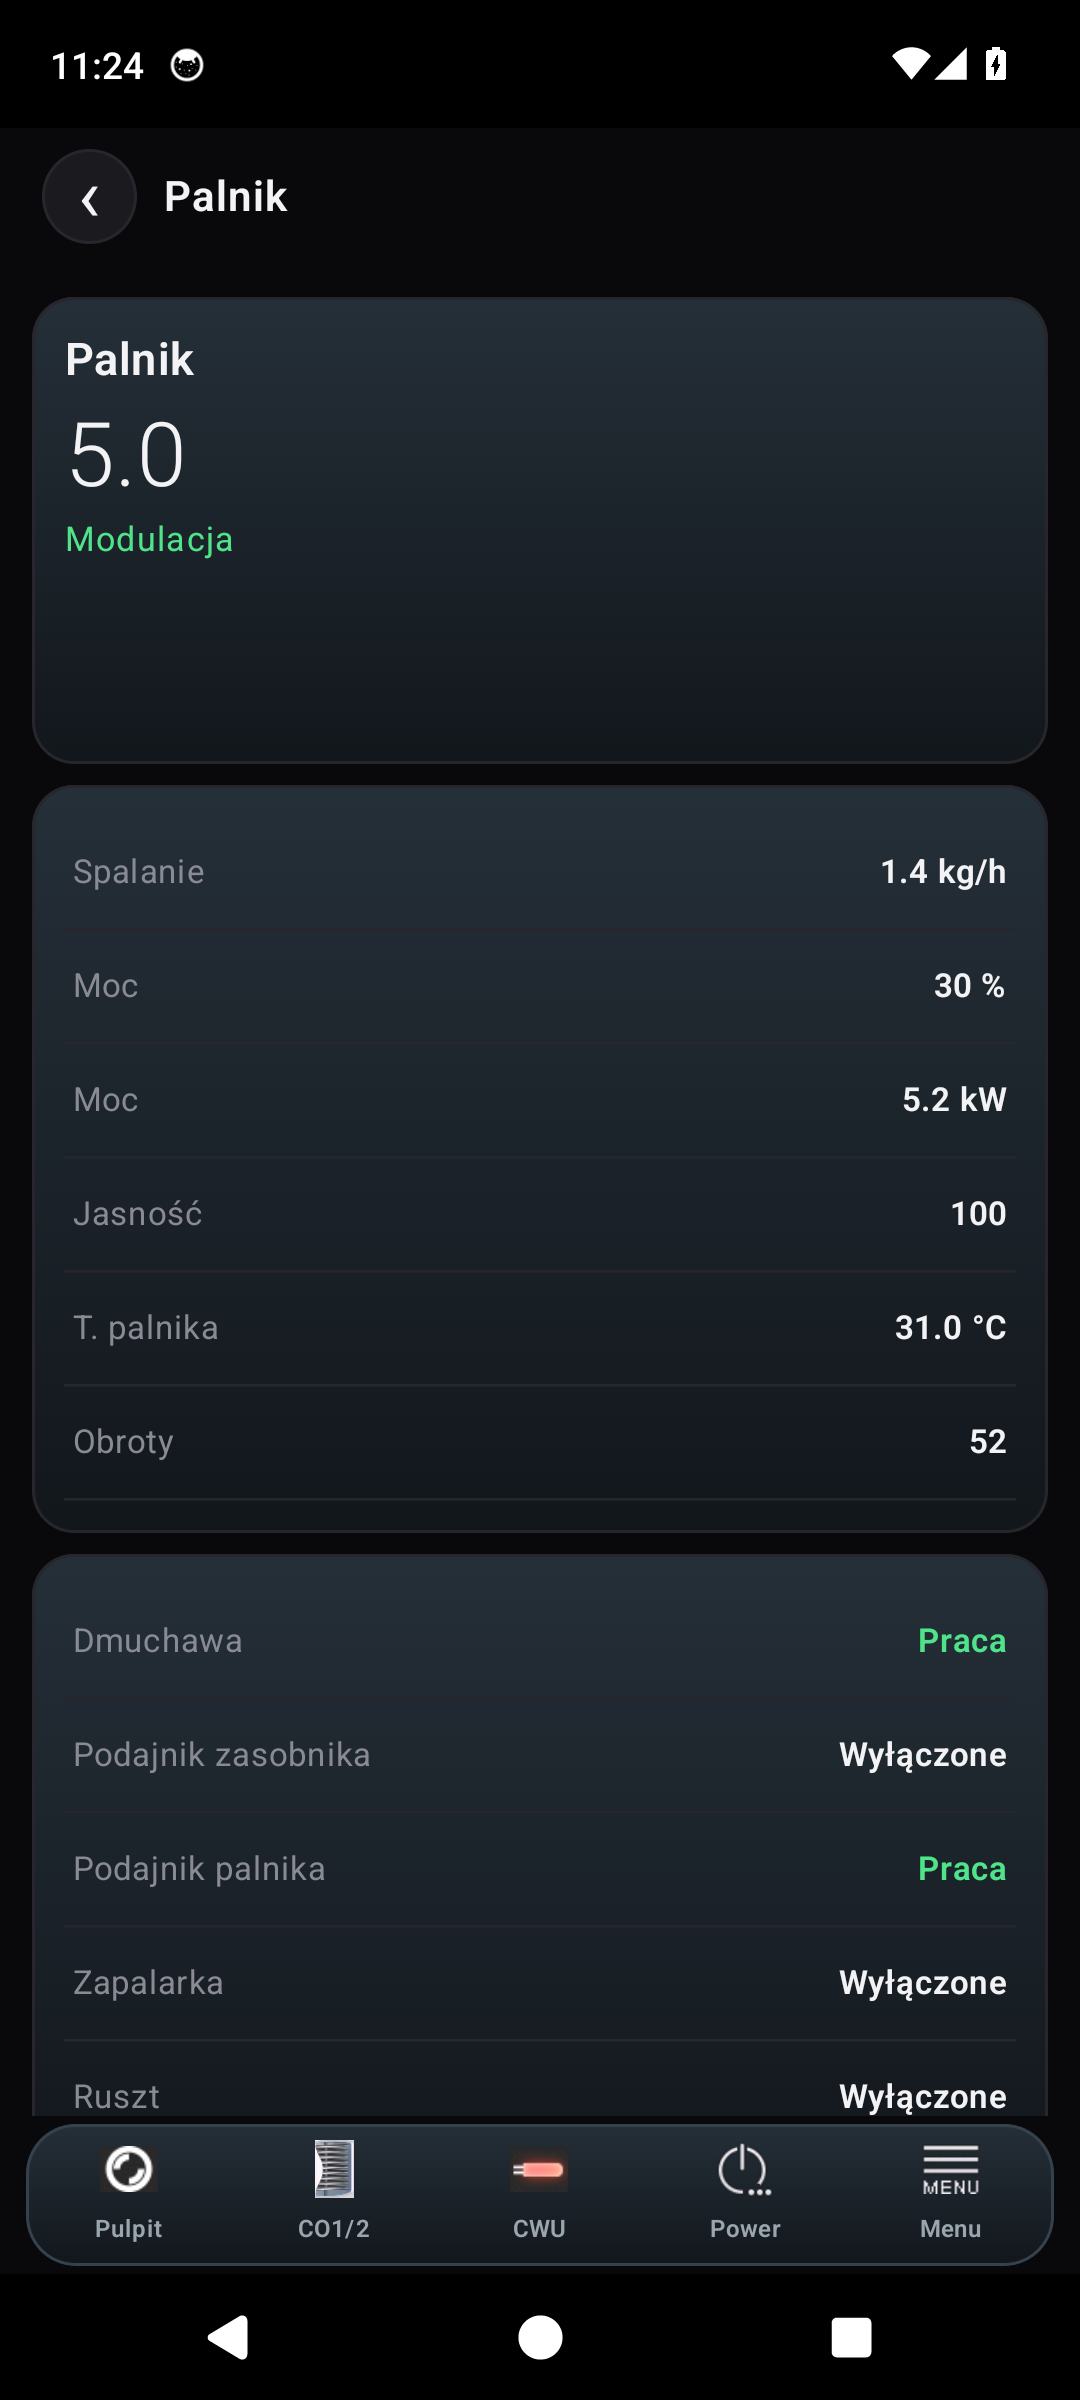 11:24
‹ Palnik
Palnik
5.0
Modulacja
Spalanie 1.4 kg/h
Moc 30 %
Moc 5.2 kW
Jasność 100
T. palnika 31.0 °C
Obroty 52
Dmuchawa Praca
Podajnik zasobnika Wyłączone
Podajnik palnika Praca
Zapalarka Wyłączone
Ruszt Wyłączone
MENU
Pulpit CO1/2 CWU Power Menu